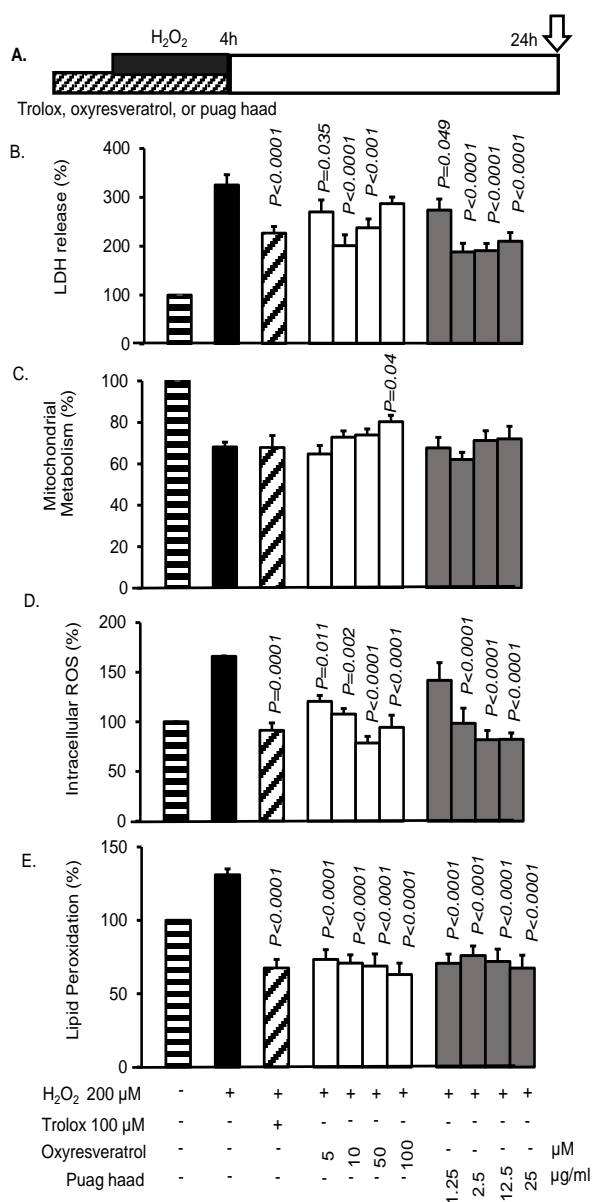 A.
H₂O₂ 4h 24h
Trolox, oxyresveratrol, or puag haad
B.
LDH release (%)
400
300
200
100
0
P<0.0001
P=0.035
P<0.0001
P<0.001
P=0.049
P<0.0001
P<0.0001
P<0.0001
C.
Mitochondrial
Metabolism (%)
100
80
60
40
20
0
P=0.04
D.
Intracellular ROS (%)
200
150
100
50
0
P=0.0001
P=0.011
P=0.002
P<0.0001
P<0.0001
P<0.0001
P<0.0001
P<0.0001
E.
Lipid Peroxidation (%)
150
100
50
0
P<0.0001
P<0.0001
P<0.0001
P<0.0001
P<0.0001
P<0.0001
P<0.0001
P<0.0001
P<0.0001
H₂O₂ 200 µM - + + + + + + + + + +
Trolox 100 µM - - + - - - - - - - -
Oxyresveratrol - - - 5 10 50 100 - - - - µM
Puag haad - - - - - - - 1.25 2.5 12.5 25 µg/ml